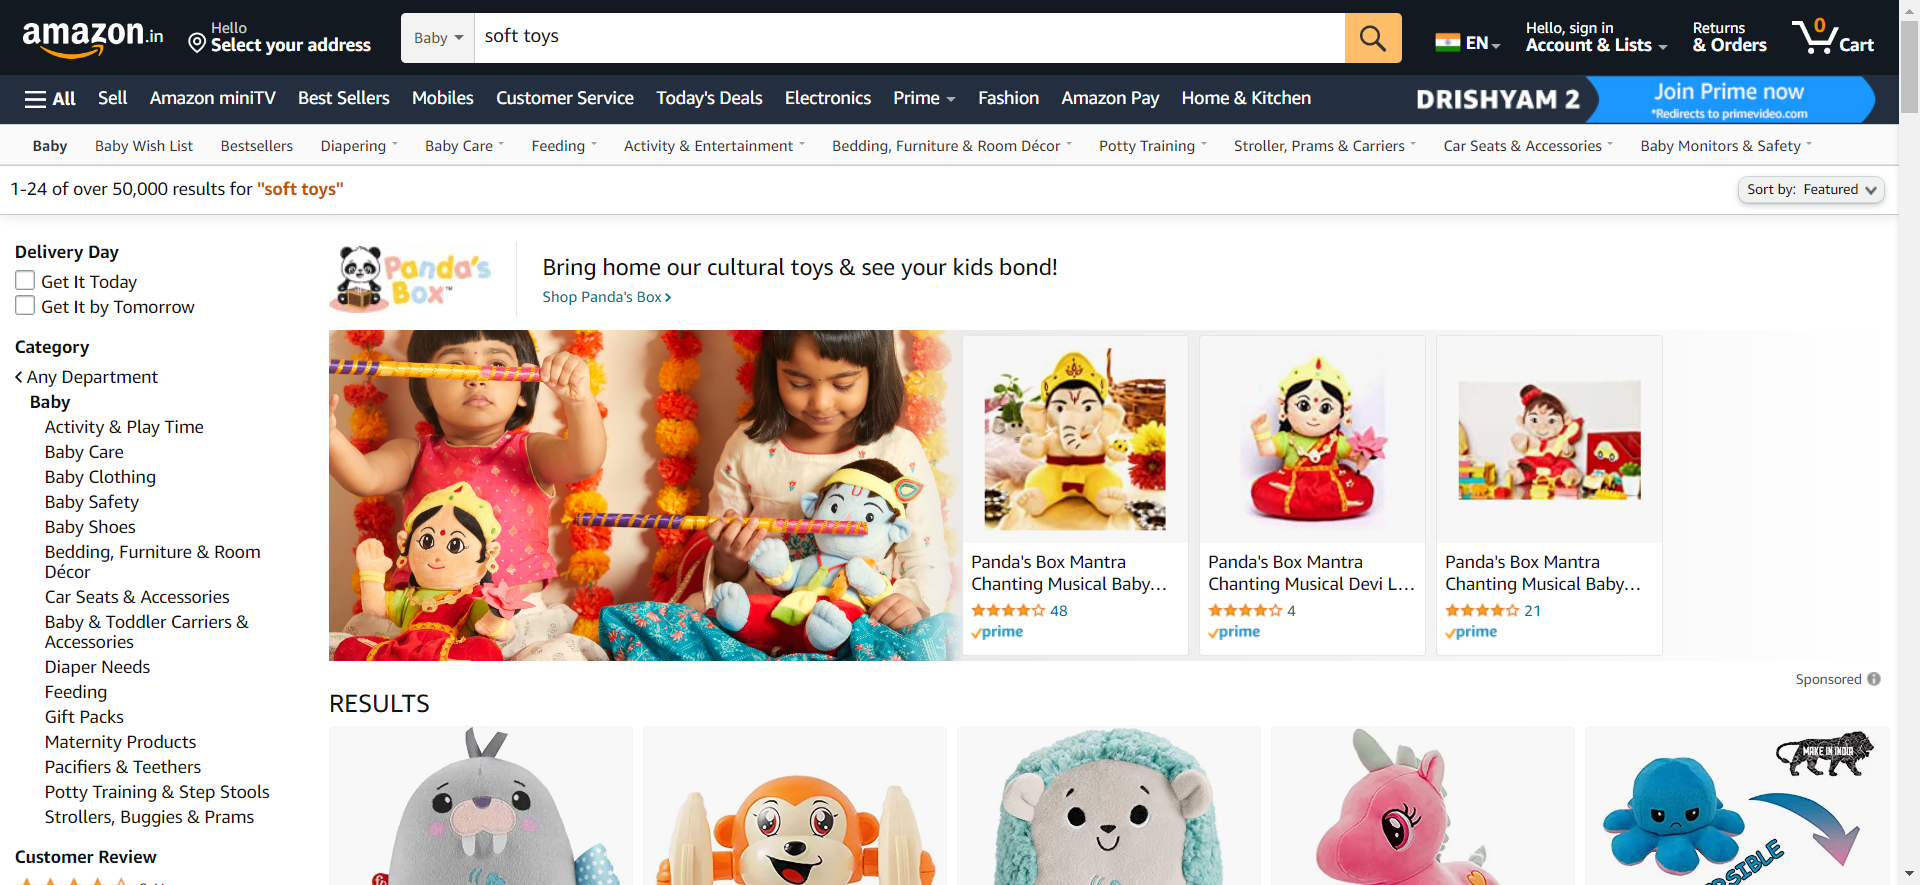 amazon.in
Hello
Select your address
Baby
soft toys
EN
Hello, sign in
Account & Lists
Returns
& Orders
0
Cart
All
Sell
Amazon miniTV
Best Sellers
Mobiles
Customer Service
Today's Deals
Electronics
Prime
Fashion
Amazon Pay
Home & Kitchen
DRISHYAM 2
Join Prime now
*Redirects to primevideo.com
Baby
Baby Wish List
Bestsellers
Diapering
Baby Care
Feeding
Activity & Entertainment
Bedding, Furniture & Room Décor
Potty Training
Stroller, Prams & Carriers
Car Seats & Accessories
Baby Monitors & Safety
1-24 of over 50,000 results for "soft toys"
Sort by: Featured
Delivery Day
Get It Today
Get It by Tomorrow
Category
Any Department
Baby
Activity & Play Time
Baby Care
Baby Clothing
Baby Safety
Baby Shoes
Bedding, Furniture & Room
Décor
Car Seats & Accessories
Baby & Toddler Carriers &
Accessories
Diaper Needs
Feeding
Gift Packs
Maternity Products
Pacifiers & Teethers
Potty Training & Step Stools
Strollers, Buggies & Prams
Customer Review
Panda's
Box™
Bring home our cultural toys & see your kids bond!
Shop Panda's Box
Panda's Box Mantra
Chanting Musical Baby…
48
prime
Panda's Box Mantra
Chanting Musical Devi L…
4
prime
Panda's Box Mantra
Chanting Musical Baby…
21
prime
Sponsored
RESULTS
MAKE IN INDIA